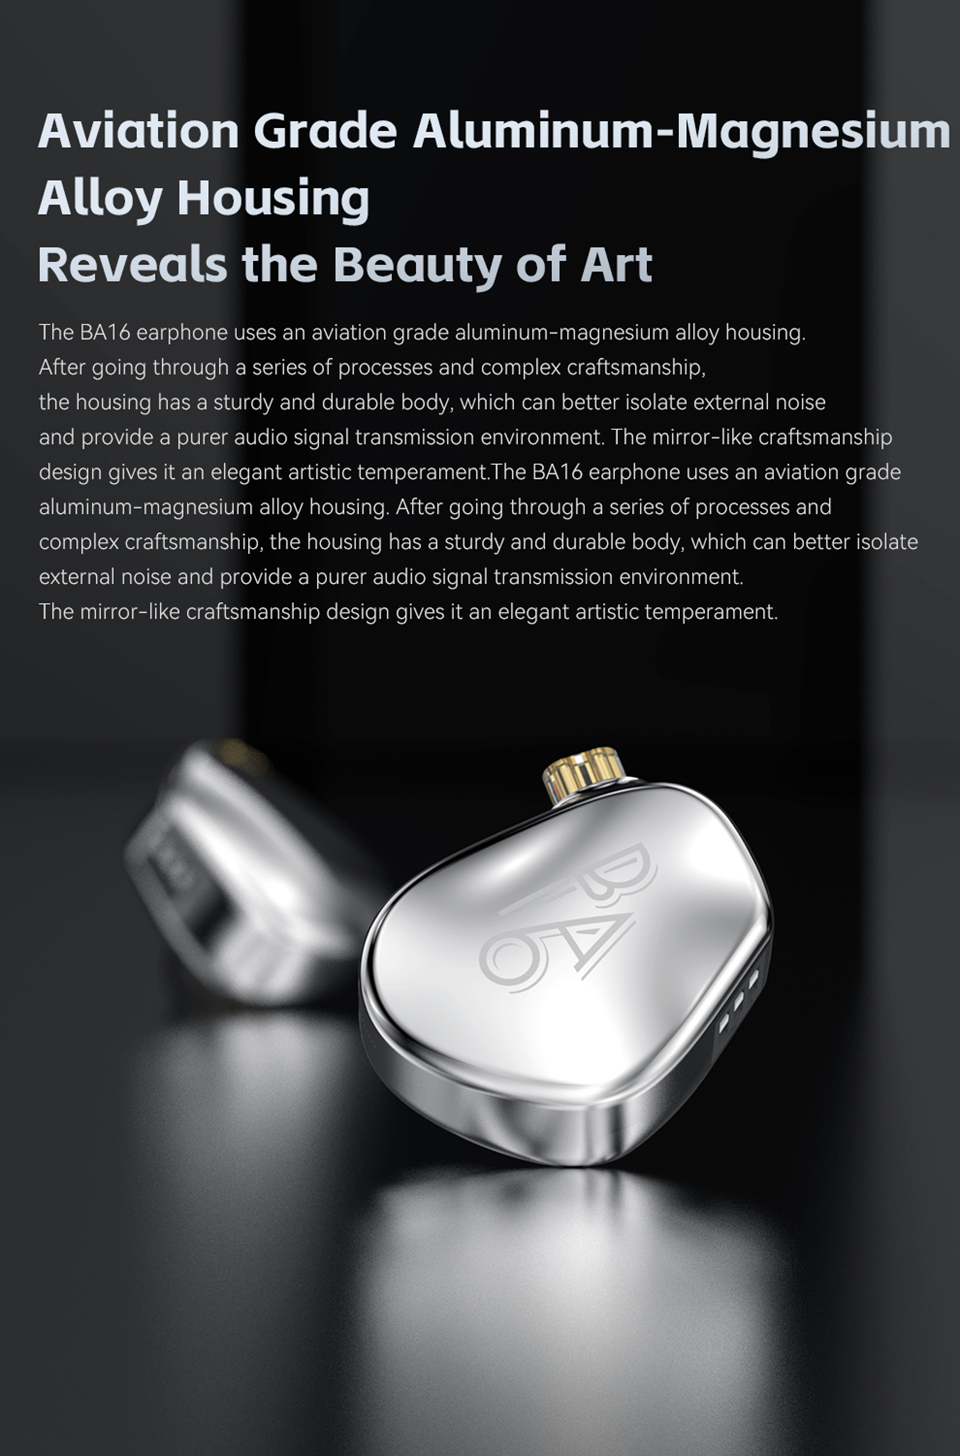 Aviation Grade Aluminum-Magnesium
Alloy Housing
Reveals the Beauty of Art
The BA16 earphone uses an aviation grade aluminum-magnesium alloy housing.
After going through a series of processes and complex craftsmanship,
the housing has a sturdy and durable body, which can better isolate external noise
and provide a purer audio signal transmission environment. The mirror-like craftsmanship
design gives it an elegant artistic temperament.The BA16 earphone uses an aviation grade
aluminum-magnesium alloy housing. After going through a series of processes and
complex craftsmanship, the housing has a sturdy and durable body, which can better isolate
external noise and provide a purer audio signal transmission environment.
The mirror-like craftsmanship design gives it an elegant artistic temperament.
BA
16